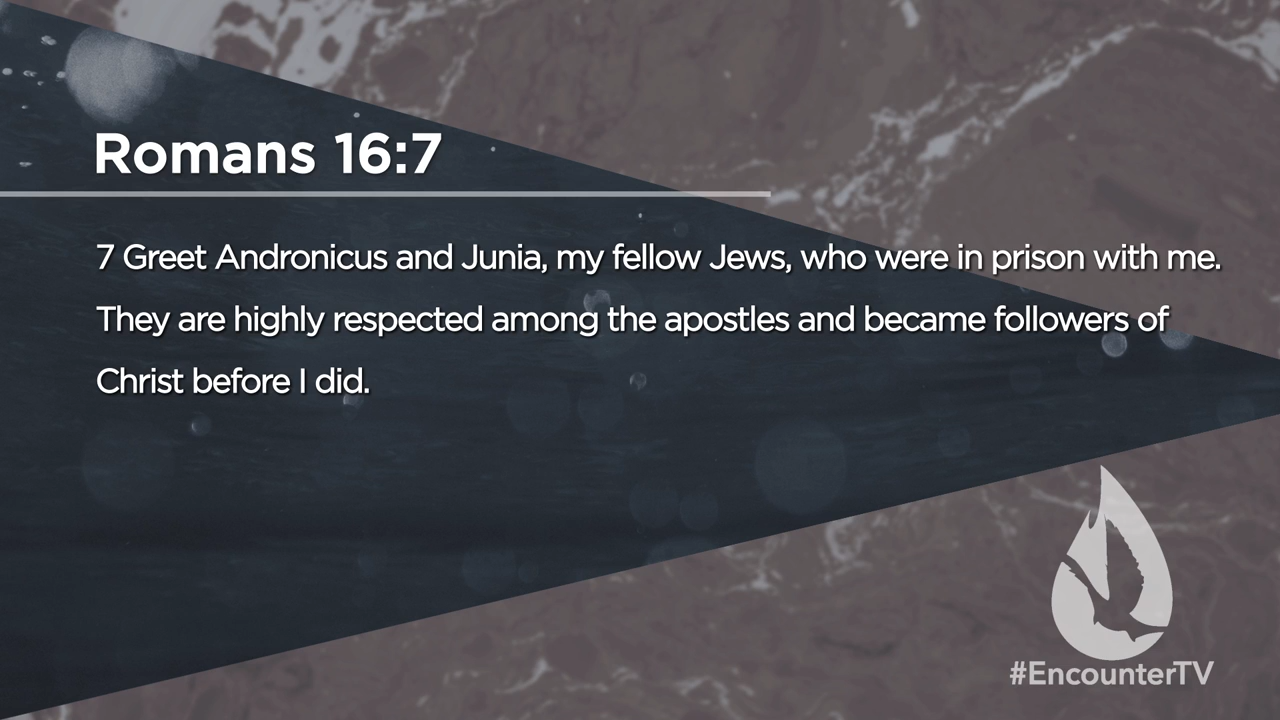 Romans 16:7
7 Greet Andronicus and Junia, my fellow Jews, who were in prison with me.
They are highly respected among the apostles and became followers of
Christ before I did.
#EncounterTV